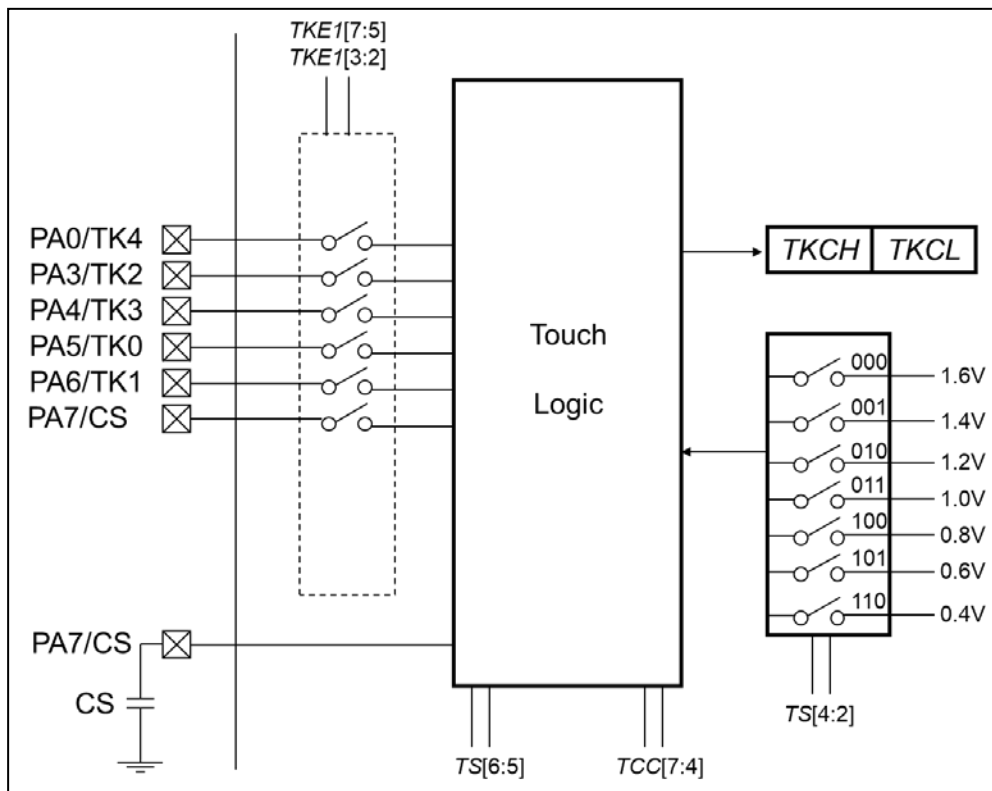 TKE1[7:5]
TKE1[3:2]
PA0/TK4
PA3/TK2
PA4/TK3
PA5/TK0
PA6/TK1
PA7/CS
PA7/CS
CS
Touch
Logic
TKCH TKCL
000 1.6V
001 1.4V
010 1.2V
011 1.0V
100 0.8V
101 0.6V
110 0.4V
TS[4:2]
TS[6:5]
TCC[7:4]